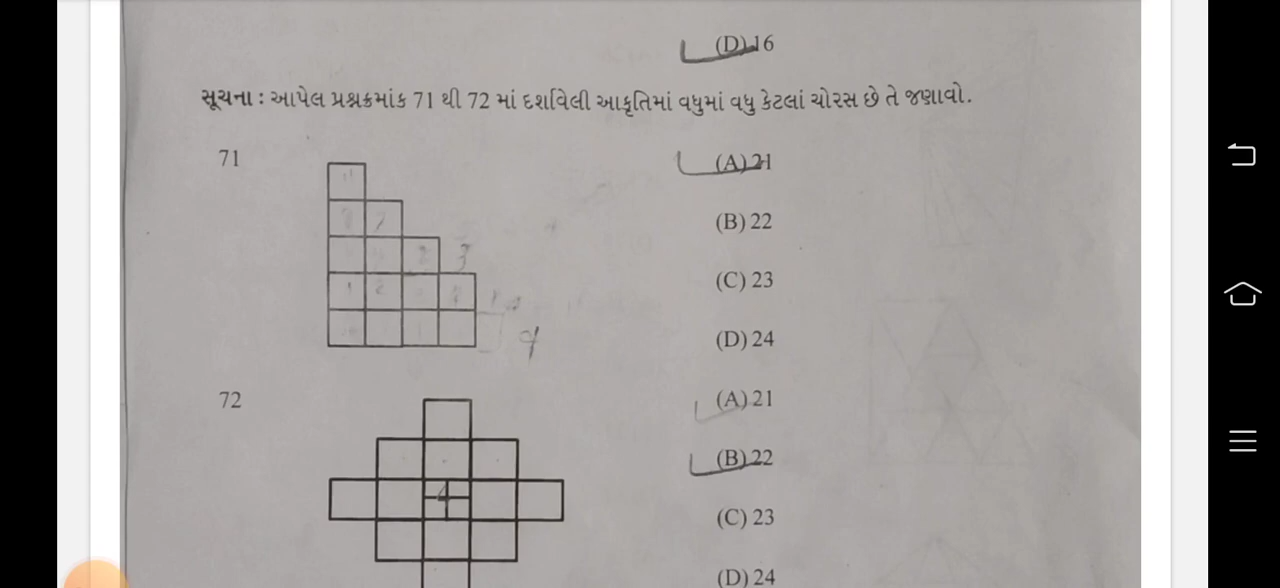 (D) 16
સૂચના : આપેલ પ્રશ્નક્રમાંક 71 થી 72 માં દર્શાવેલી આકૃતિમાં વધુમાં વધુ કેટલાં ચોરસ છે તે જણાવો.
71
(A) 21
(B) 22
(C) 23
(D) 24
72
(A) 21
(B) 22
(C) 23
(D) 24